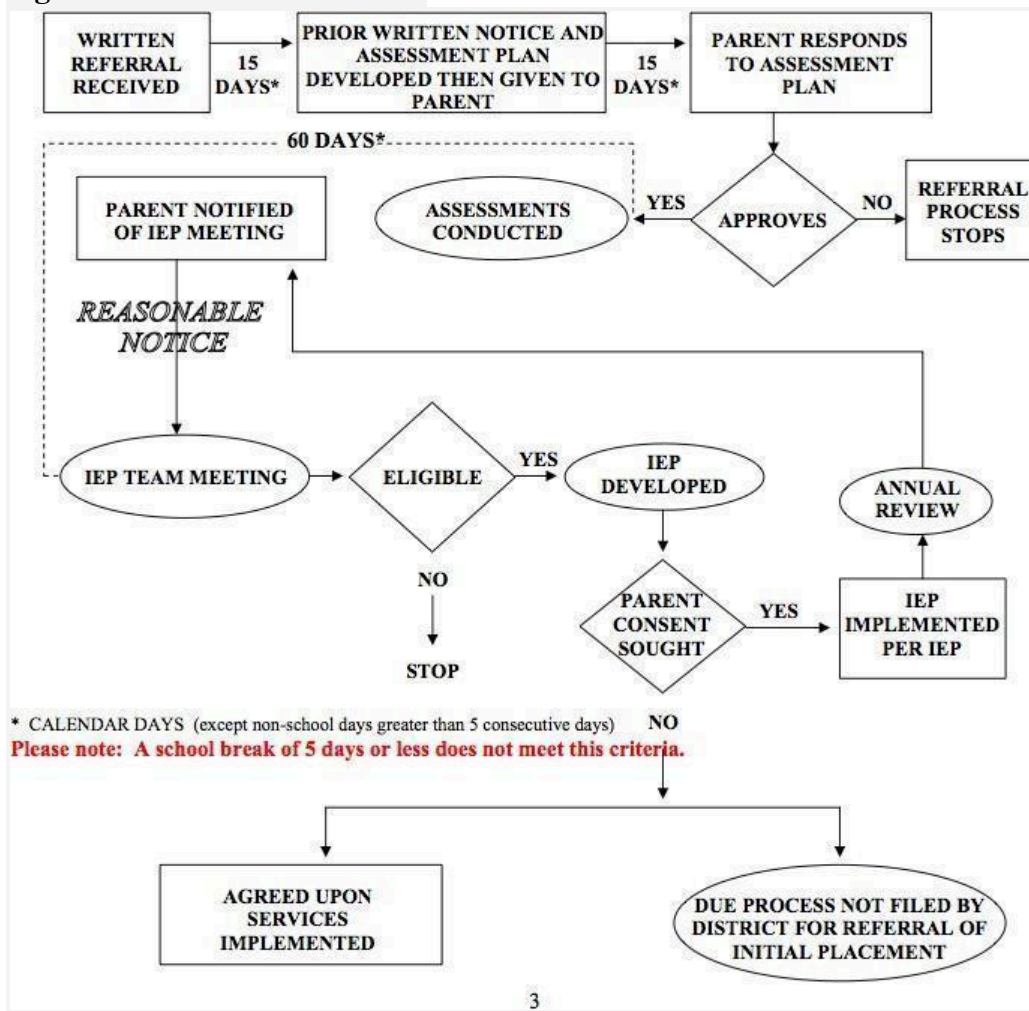 WRITTEN
REFERRAL
RECEIVED
15
DAYS*
PRIOR WRITTEN NOTICE AND
ASSESSMENT PLAN
DEVELOPED THEN GIVEN TO
PARENT
15
DAYS*
PARENT RESPONDS
TO ASSESSMENT
PLAN
60 DAYS*
PARENT NOTIFIED
OF IEP MEETING
ASSESSMENTS
CONDUCTED
YES
APPROVES
NO
REFERRAL
PROCESS
STOPS
REASONABLE
NOTICE
IEP TEAM MEETING
ELIGIBLE
YES
IEP
DEVELOPED
ANNUAL
REVIEW
NO
STOP
PARENT
CONSENT
SOUGHT
YES
IEP
IMPLEMENTED
PER IEP
* CALENDAR DAYS (except non-school days greater than 5 consecutive days)
NO
Please note: A school break of 5 days or less does not meet this criteria.
AGREED UPON
SERVICES
IMPLEMENTED
DUE PROCESS NOT FILED BY
DISTRICT FOR REFERRAL OF
INITIAL PLACEMENT
3